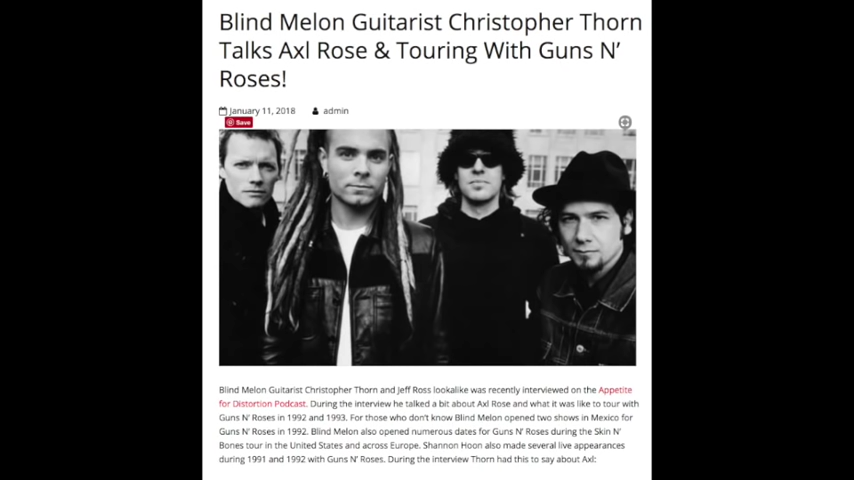 Blind Melon Guitarist Christopher Thorn
Talks Axl Rose & Touring With Guns N’
Roses!
January 11, 2018 admin
Save
Blind Melon Guitarist Christopher Thorn and Jeff Ross lookalike was recently interviewed on the Appetite
for Distortion Podcast. During the interview he talked a bit about Axl Rose and what it was like to tour with
Guns N’ Roses in 1992 and 1993. For those who don’t know Blind Melon opened two shows in Mexico for
Guns N’ Roses in 1992. Blind Melon also opened numerous dates for Guns N’ Roses during the Skin N’
Bones tour in the United States and across Europe. Shannon Hoon also made several live appearances
during 1991 and 1992 with Guns N’ Roses. During the interview Thorn had this to say about Axl: